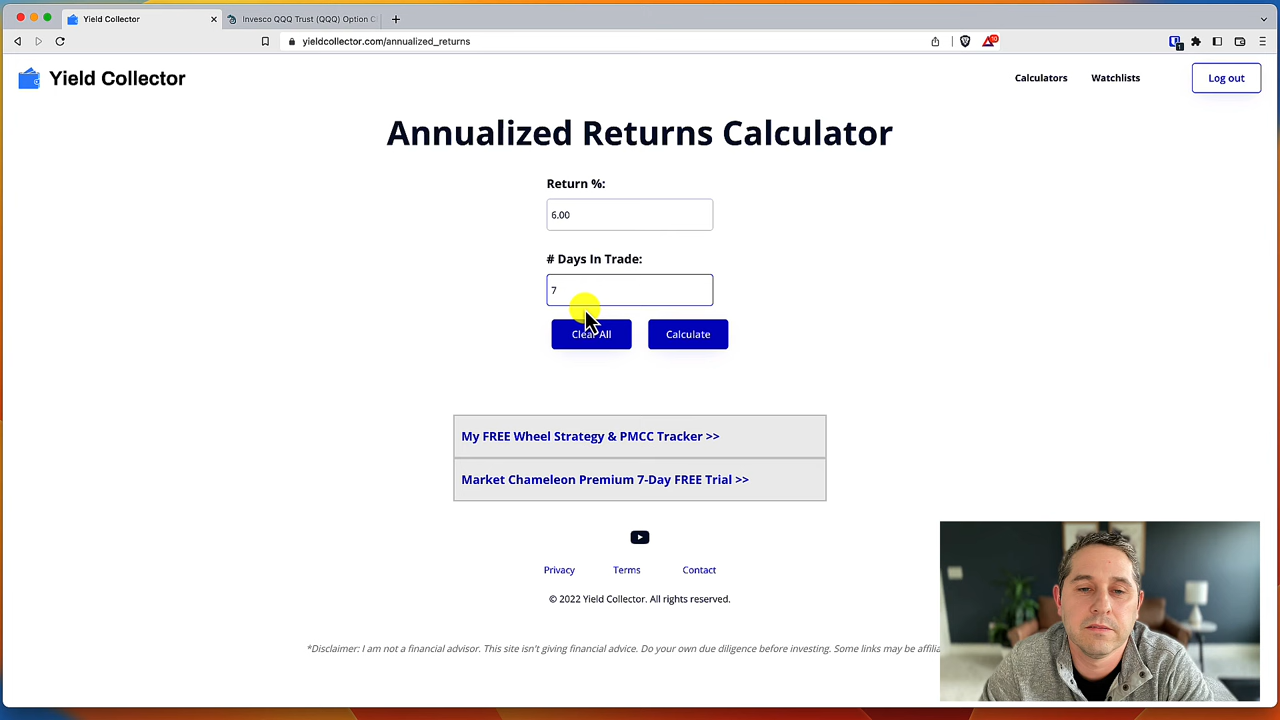 Yield Collector
Invesco QQQ Trust (QQQ) Option C
yieldcollector.com/annualized_returns
Yield Collector
Calculators
Watchlists
Log out
Annualized Returns Calculator
Return %:
6.00
# Days In Trade:
7
Clear All
Calculate
My FREE Wheel Strategy & PMCC Tracker >>
Market Chameleon Premium 7-Day FREE Trial >>
Privacy
Terms
Contact
© 2022 Yield Collector. All rights reserved.
*Disclaimer: I am not a financial advisor. This site isn't giving financial advice. Do your own due diligence before investing. Some links may be affilia